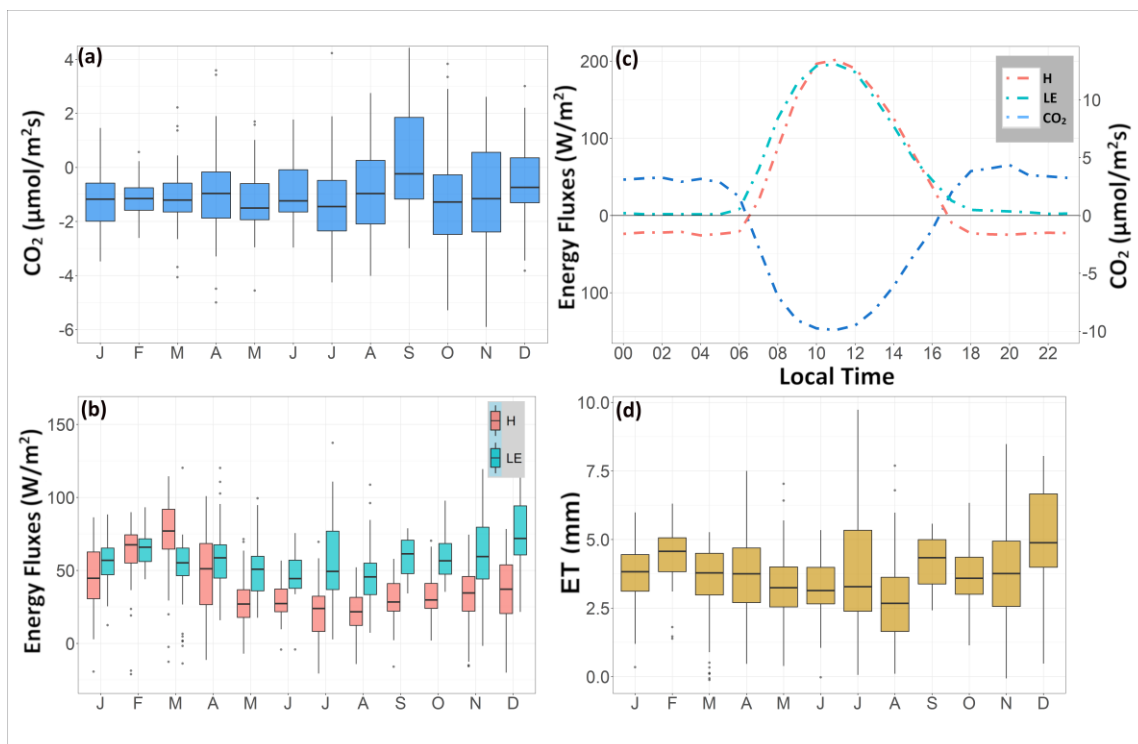 (a)
CO₂ (μmol/m²s)
4
2
-0
-2
-4
-6
J F M A M J J A S O N D
(c)
Energy Fluxes (W/m²)
200
100
0
100
H
LE
CO₂
10
5
0
-5
-10
CO₂ (μmol/m²s)
00 02 04 06 08 10 12 14 16 18 20 22
Local Time
(b)
Energy Fluxes (W/m²)
150
100
50
0
H
LE
J F M A M J J A S O N D
(d)
ET (mm)
10.0
7.5
5.0
2.5
0.0
J F M A M J J A S O N D